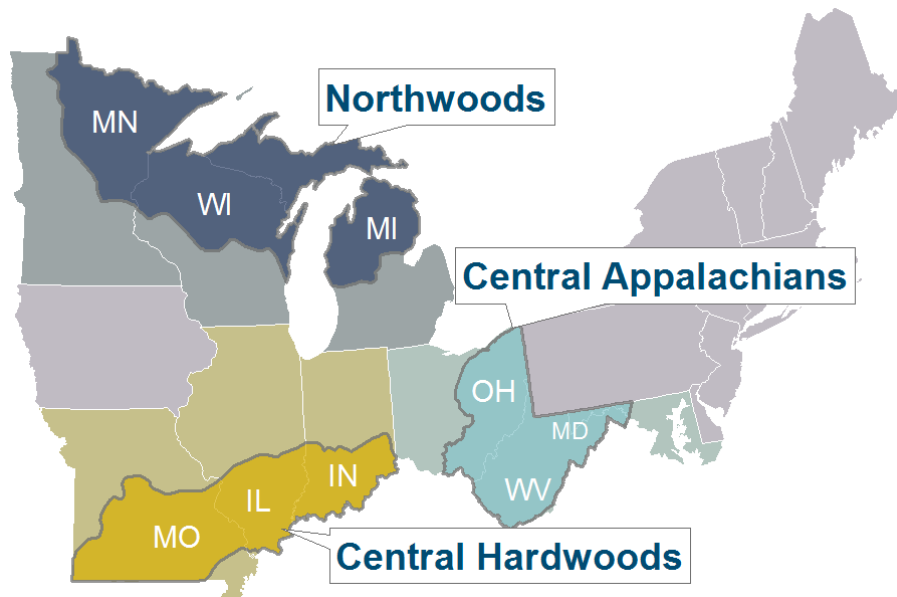 Northwoods
MN
WI
MI
Central Appalachians
OH
MD
WV
IN
IL
MO
Central Hardwoods